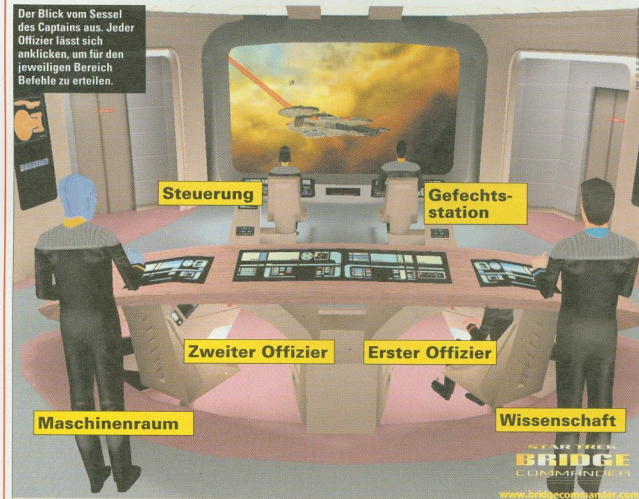 Der Blick vom Sessel
des Captains aus. Jeder
Offizier lässt sich
anklicken, um für den
jeweiligen Bereich
Befehle zu erteilen.
Steuerung
Gefechts-
station
Zweiter Offizier
Erster Offizier
Maschinenraum
Wissenschaft
STAR TREK
BRIDGE
COMMANDER
www.bridgecommander.com